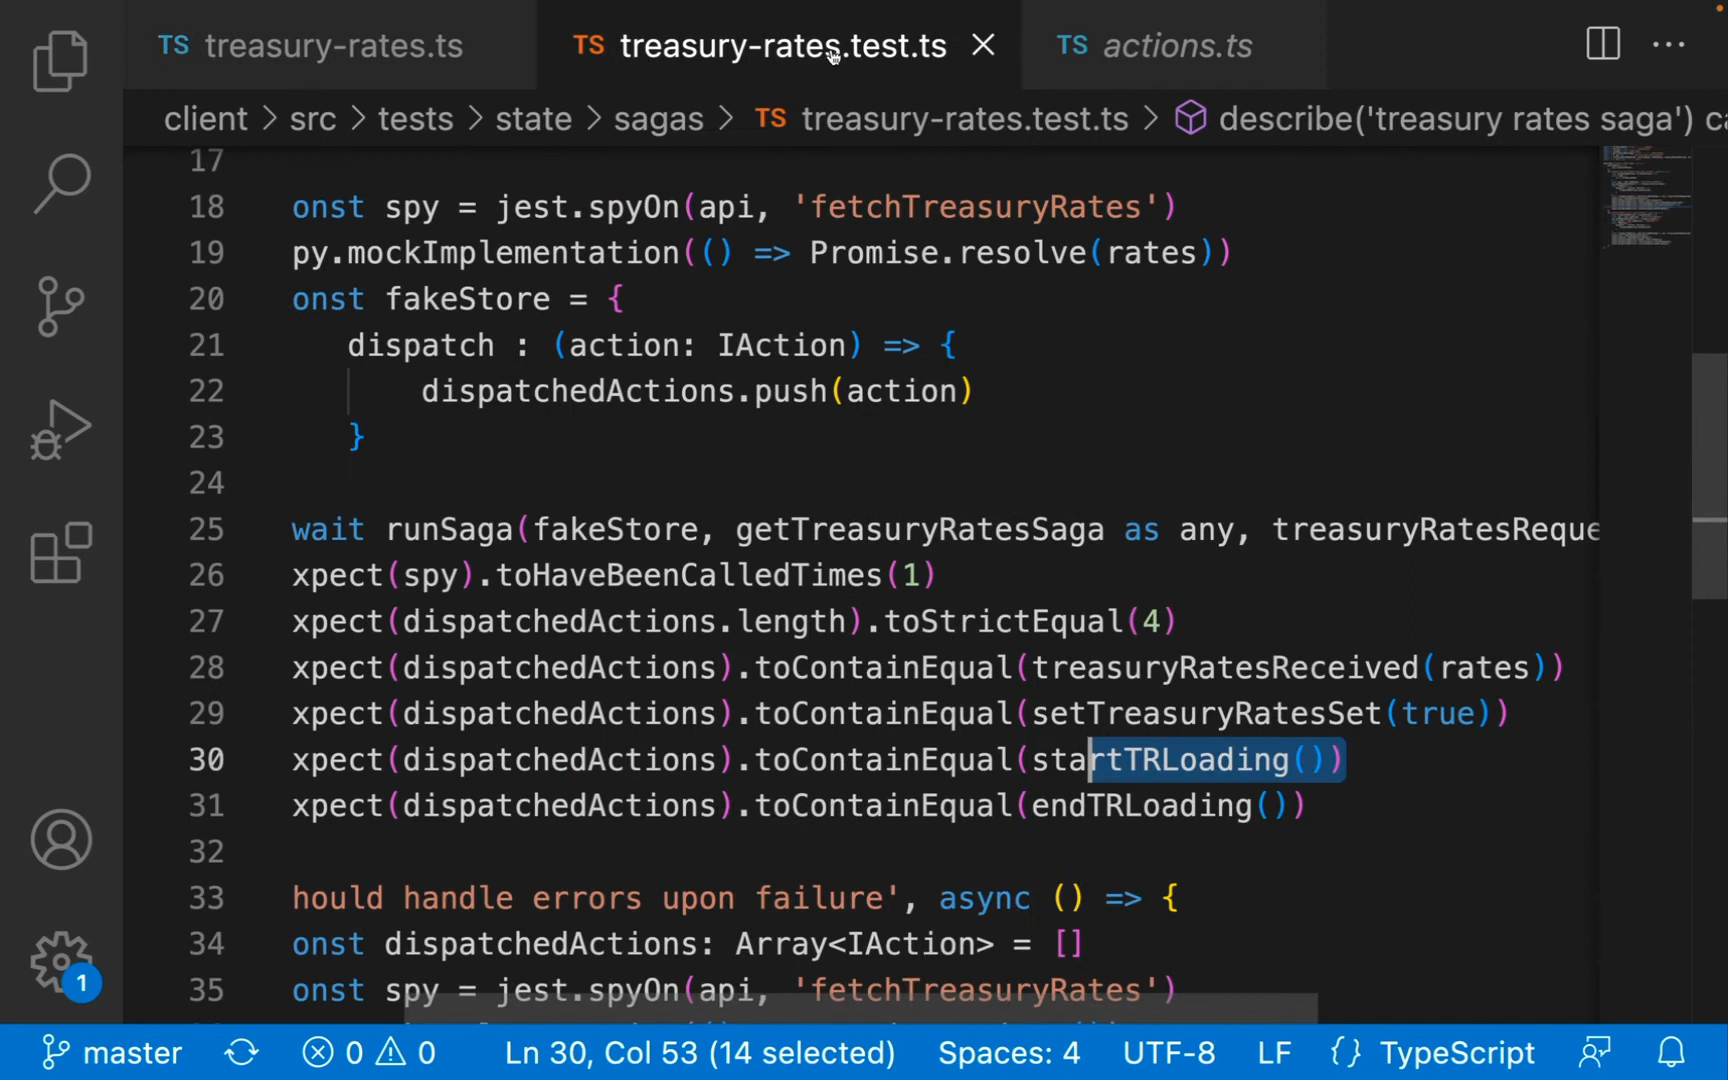 TS treasury-rates.ts TS treasury-rates.test.ts TS actions.ts
client > src > tests > state > sagas > TS treasury-rates.test.ts > describe('treasury rates saga') ca
17
18 onst spy = jest.spyOn(api, 'fetchTreasuryRates')
19 py.mockImplementation(() => Promise.resolve(rates))
20 onst fakeStore = {
21 dispatch : (action: IAction) => {
22 dispatchedActions.push(action)
23 }
24
25 wait runSaga(fakeStore, getTreasuryRatesSaga as any, treasuryRatesReque
26 xpect(spy).toHaveBeenCalledTimes(1)
27 xpect(dispatchedActions.length).toStrictEqual(4)
28 xpect(dispatchedActions).toContainEqual(treasuryRatesReceived(rates))
29 xpect(dispatchedActions).toContainEqual(setTreasuryRatesSet(true))
30 xpect(dispatchedActions).toContainEqual(startTRLoading())
31 xpect(dispatchedActions).toContainEqual(endTRLoading())
32
33 hould handle errors upon failure', async () => {
34 onst dispatchedActions: Array<IAction> = []
35 onst spy = jest.spyOn(api, 'fetchTreasuryRates')
1
master 0 0 Ln 30, Col 53 (14 selected) Spaces: 4 UTF-8 LF {} TypeScript